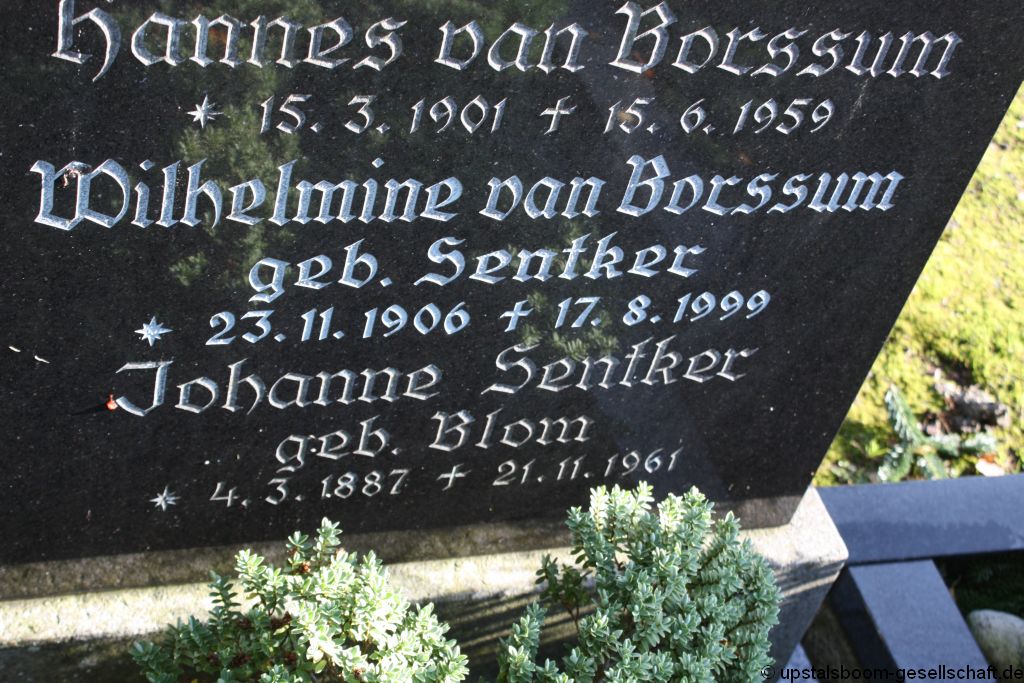 Hannes van Borssum
* 15. 3. 1901 † 15. 6. 1959
Wilhelmine van Borssum
geb. Sentker
* 23. 11. 1906 † 17. 8. 1999
Johanne Sentker
geb. Blom
* 4. 3. 1887 † 21. 11. 1961
© upstalsboom-gesellschaft.de